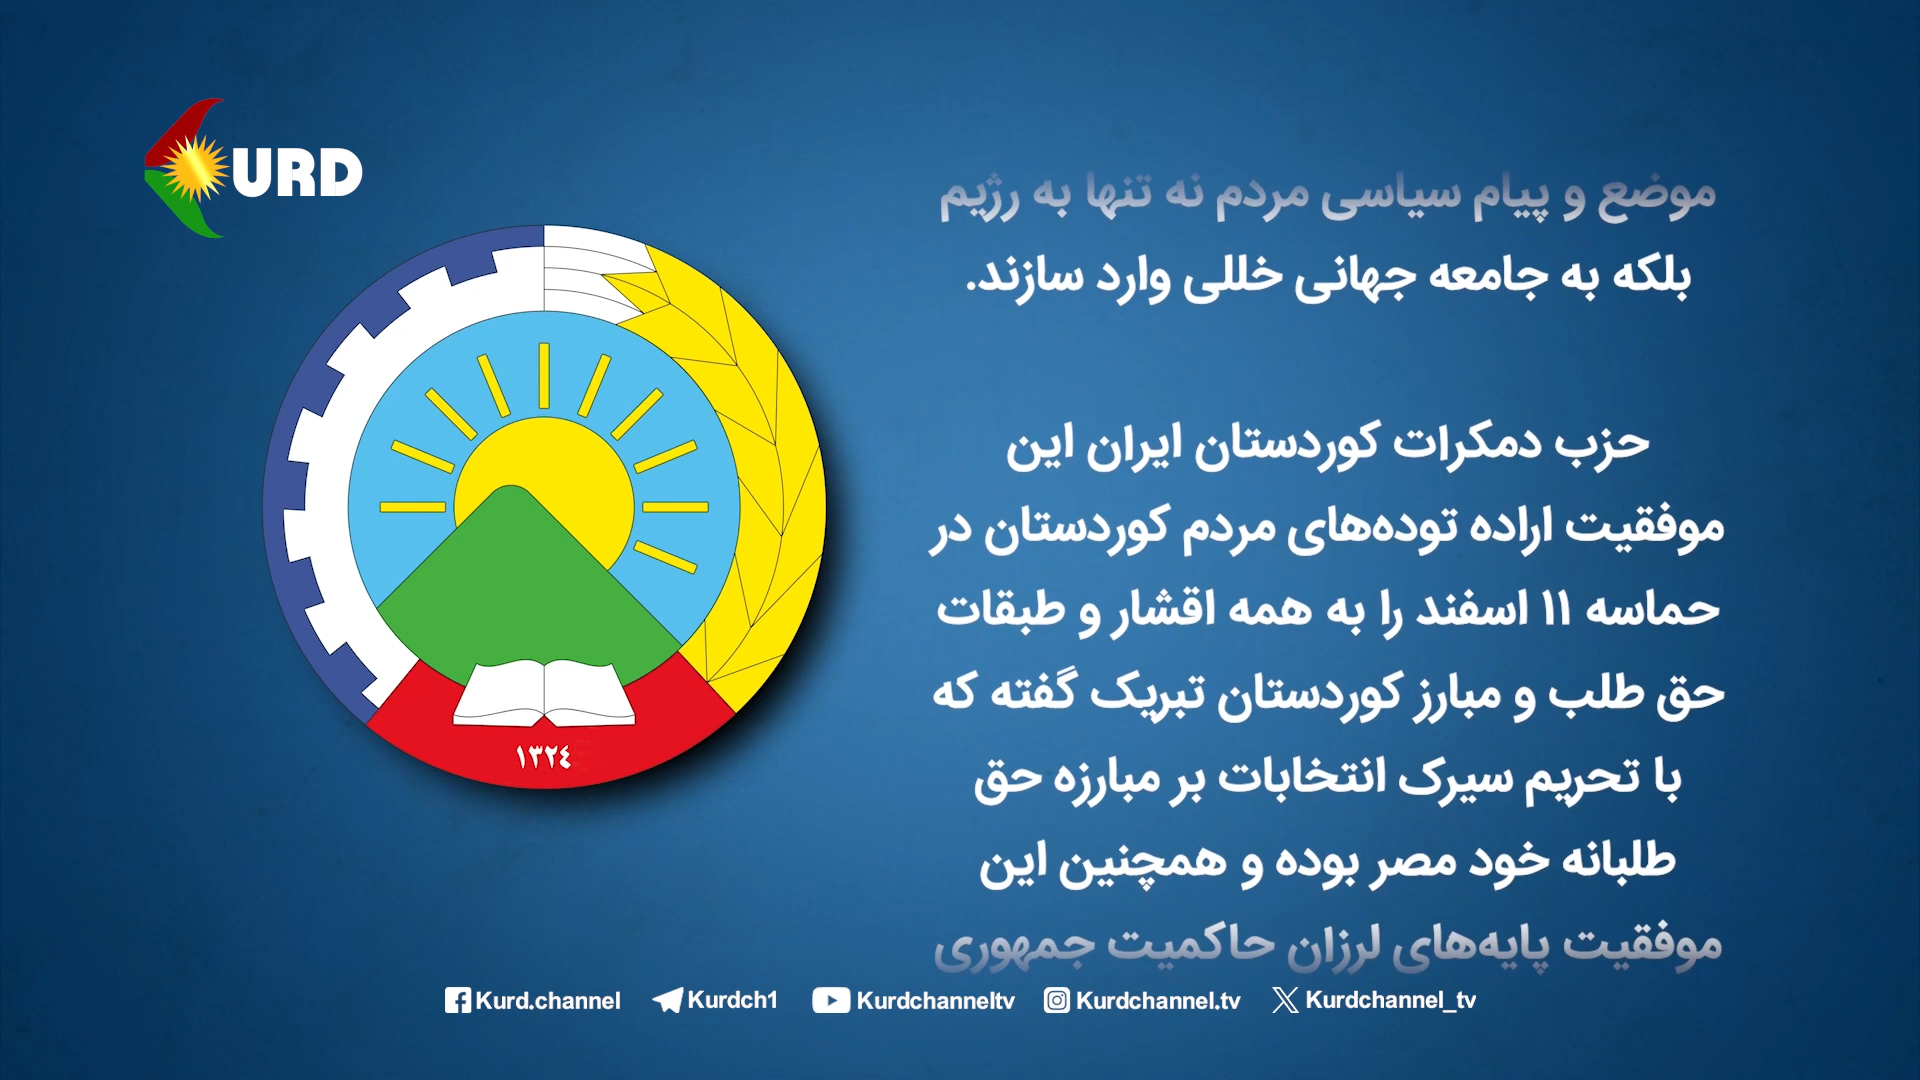 URD
موضع و پیام سیاسی مردم نه تنها به رژیم
بلکه به جامعه جهانی خللی وارد سازند.
حزب دمکرات کوردستان ایران این
موفقیت اراده توده‌های مردم کوردستان در
حماسه ۱۱ اسفند را به همه اقشار و طبقات
حق طلب و مبارز کوردستان تبریک گفته که
با تحریم سیرک انتخابات بر مبارزه حق
طلبانه خود مصر بوده و همچنین این
موفقیت پایه‌های لرزان حاکمیت جمهوری
١٣٢٤
Kurd.channel Kurdch1 Kurdchanneltv Kurdchannel.tv Kurdchannel_tv